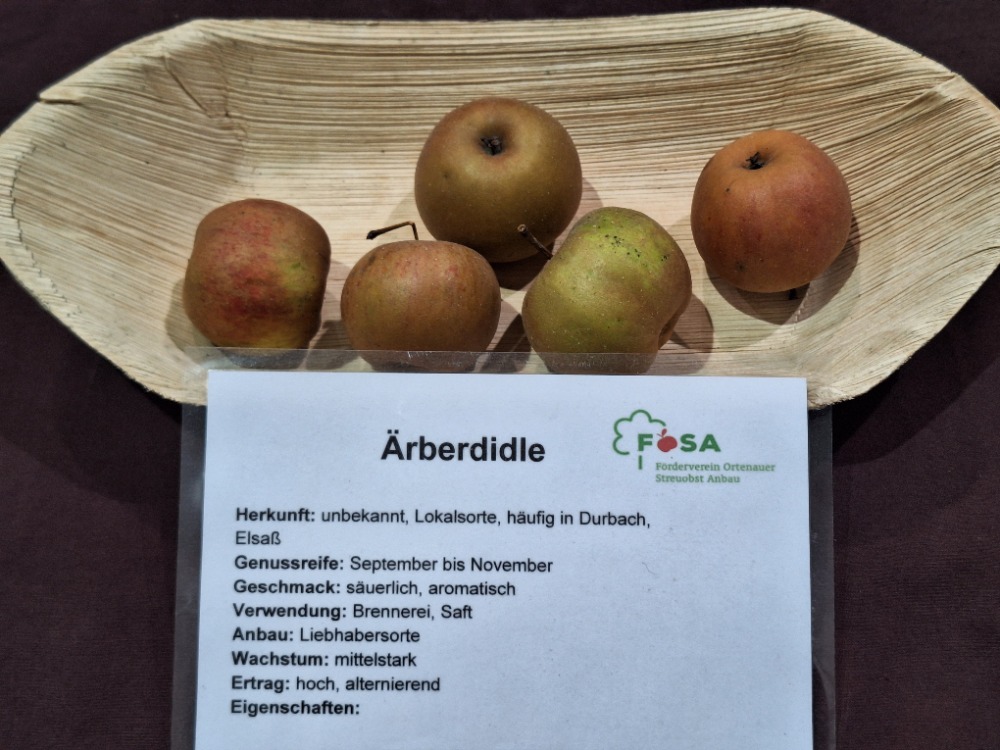 Ärberdidle
FOSA
Förderverein Ortenauer
Streuobst Anbau
Herkunft: unbekannt, Lokalsorte, häufig in Durbach,
Elsaß
Genussreife: September bis November
Geschmack: säuerlich, aromatisch
Verwendung: Brennerei, Saft
Anbau: Liebhabersorte
Wachstum: mittelstark
Ertrag: hoch, alternierend
Eigenschaften: